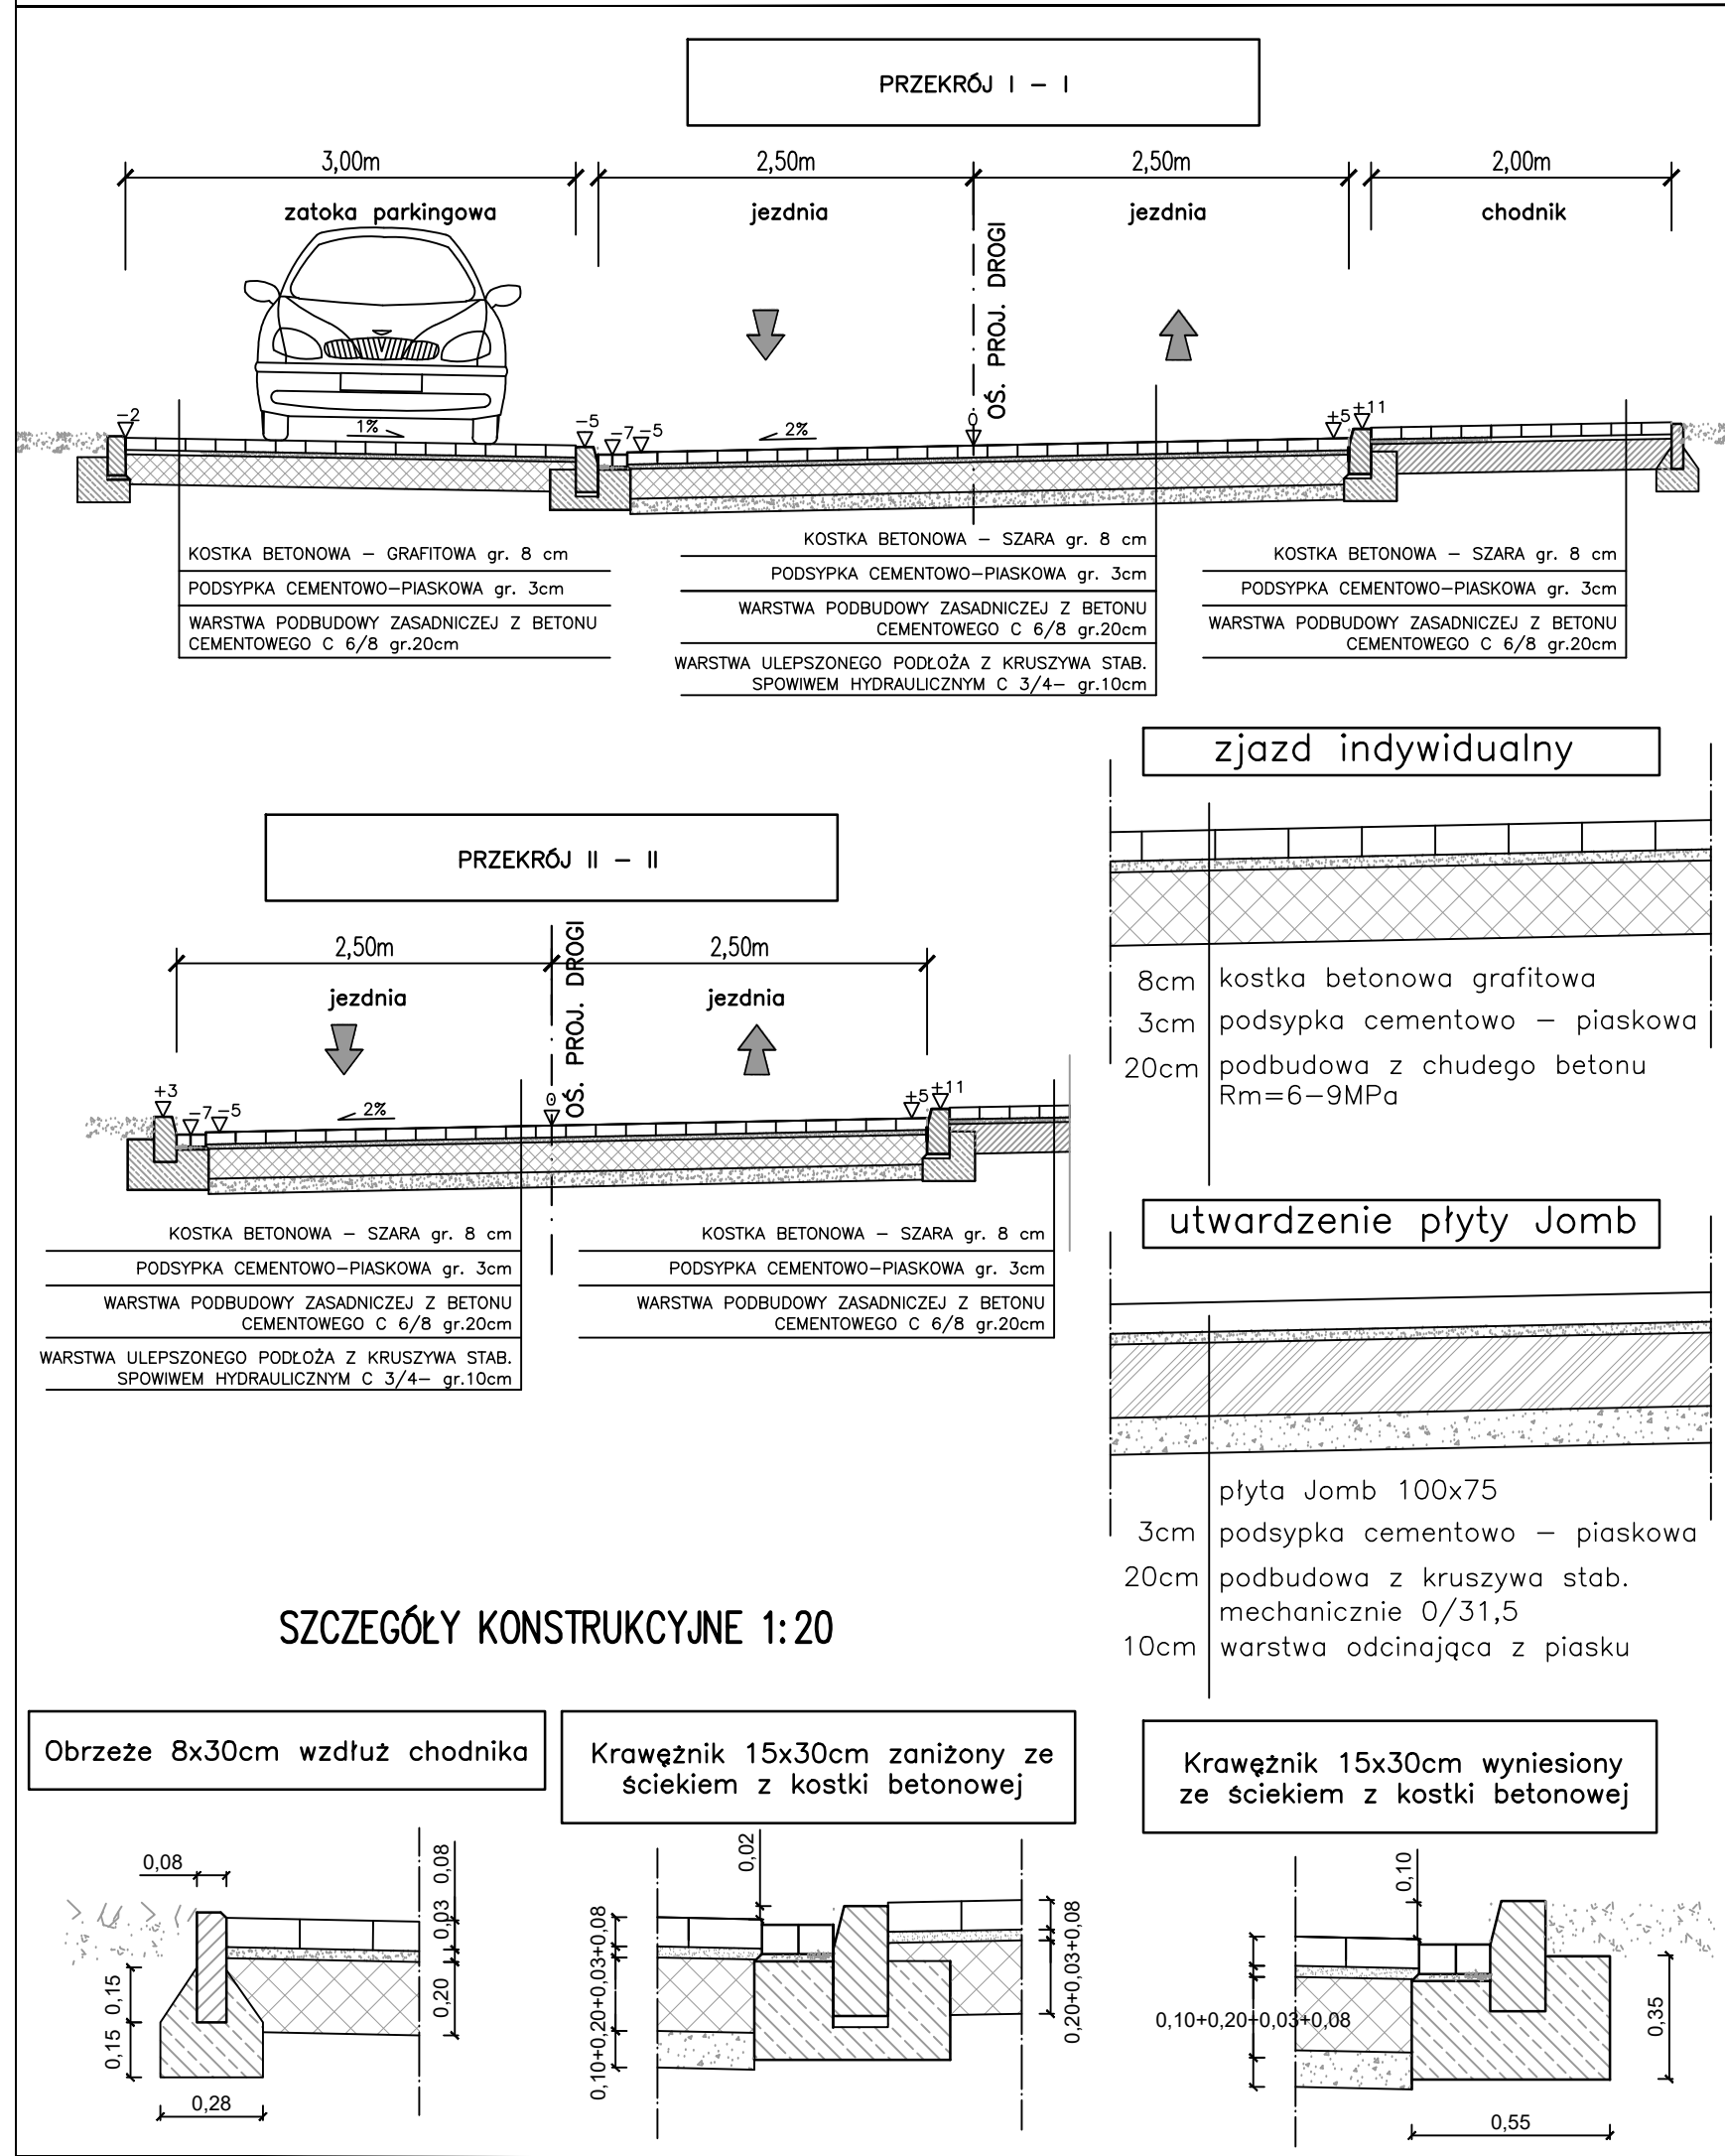 PRZEKRÓJ I – I
3,00m
2,50m
2,50m
2,00m
zatoka parkingowa
jezdnia
jezdnia
chodnik
OŚ. PROJ. DROGI
-2
1%
-5
-7
-5
2%
0
+5
+11
KOSTKA BETONOWA – GRAFITOWA gr. 8 cm
PODSYPKA CEMENTOWO–PIASKOWA gr. 3cm
WARSTWA PODBUDOWY ZASADNICZEJ Z BETONU
CEMENTOWEGO C 6/8 gr.20cm
KOSTKA BETONOWA – SZARA gr. 8 cm
PODSYPKA CEMENTOWO–PIASKOWA gr. 3cm
WARSTWA PODBUDOWY ZASADNICZEJ Z BETONU
CEMENTOWEGO C 6/8 gr.20cm
WARSTWA ULEPSZONEGO PODŁOŻA Z KRUSZYWA STAB.
SPOWIWEM HYDRAULICZNYM C 3/4– gr.10cm
KOSTKA BETONOWA – SZARA gr. 8 cm
PODSYPKA CEMENTOWO–PIASKOWA gr. 3cm
WARSTWA PODBUDOWY ZASADNICZEJ Z BETONU
CEMENTOWEGO C 6/8 gr.20cm
PRZEKRÓJ II – II
2,50m
2,50m
jezdnia
jezdnia
OŚ. PROJ. DROGI
+3
-7
-5
2%
0
+5
+11
KOSTKA BETONOWA – SZARA gr. 8 cm
PODSYPKA CEMENTOWO–PIASKOWA gr. 3cm
WARSTWA PODBUDOWY ZASADNICZEJ Z BETONU
CEMENTOWEGO C 6/8 gr.20cm
WARSTWA ULEPSZONEGO PODŁOŻA Z KRUSZYWA STAB.
SPOWIWEM HYDRAULICZNYM C 3/4– gr.10cm
KOSTKA BETONOWA – SZARA gr. 8 cm
PODSYPKA CEMENTOWO–PIASKOWA gr. 3cm
WARSTWA PODBUDOWY ZASADNICZEJ Z BETONU
CEMENTOWEGO C 6/8 gr.20cm
zjazd indywidualny
8cm kostka betonowa grafitowa
3cm podsypka cementowo – piaskowa
20cm podbudowa z chudego betonu
Rm=6–9MPa
utwardzenie płyty Jomb
płyta Jomb 100x75
3cm podsypka cementowo – piaskowa
20cm podbudowa z kruszywa stab.
mechanicznie 0/31,5
10cm warstwa odcinająca z piasku
SZCZEGÓŁY KONSTRUKCYJNE 1:20
Obrzeże 8x30cm wzdłuż chodnika
0,08
0,08
0,03
0,20
0,15
0,15
0,28
Krawężnik 15x30cm zaniżony ze
ściekiem z kostki betonowej
0,02
0,10+0,20+0,03+0,08
0,20+0,03+0,08
Krawężnik 15x30cm wyniesiony
ze ściekiem z kostki betonowej
0,10
0,10+0,20+0,03+0,08
0,35
0,55